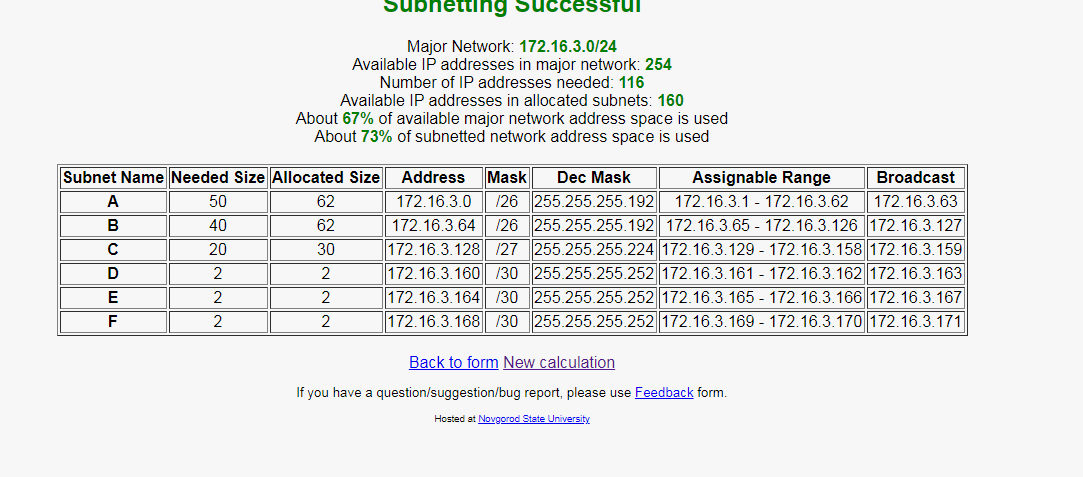 Subnetting Successful
Major Network: 172.16.3.0/24
Available IP addresses in major network: 254
Number of IP addresses needed: 116
Available IP addresses in allocated subnets: 160
About 67% of available major network address space is used
About 73% of subnetted network address space is used
Subnet Name Needed Size Allocated Size Address Mask Dec Mask Assignable Range Broadcast
A 50 62 172.16.3.0 /26 255.255.255.192 172.16.3.1 - 172.16.3.62 172.16.3.63
B 40 62 172.16.3.64 /26 255.255.255.192 172.16.3.65 - 172.16.3.126 172.16.3.127
C 20 30 172.16.3.128 /27 255.255.255.224 172.16.3.129 - 172.16.3.158 172.16.3.159
D 2 2 172.16.3.160 /30 255.255.255.252 172.16.3.161 - 172.16.3.162 172.16.3.163
E 2 2 172.16.3.164 /30 255.255.255.252 172.16.3.165 - 172.16.3.166 172.16.3.167
F 2 2 172.16.3.168 /30 255.255.255.252 172.16.3.169 - 172.16.3.170 172.16.3.171
Back to form New calculation
If you have a question/suggestion/bug report, please use Feedback form.
Hosted at Novgorod State University